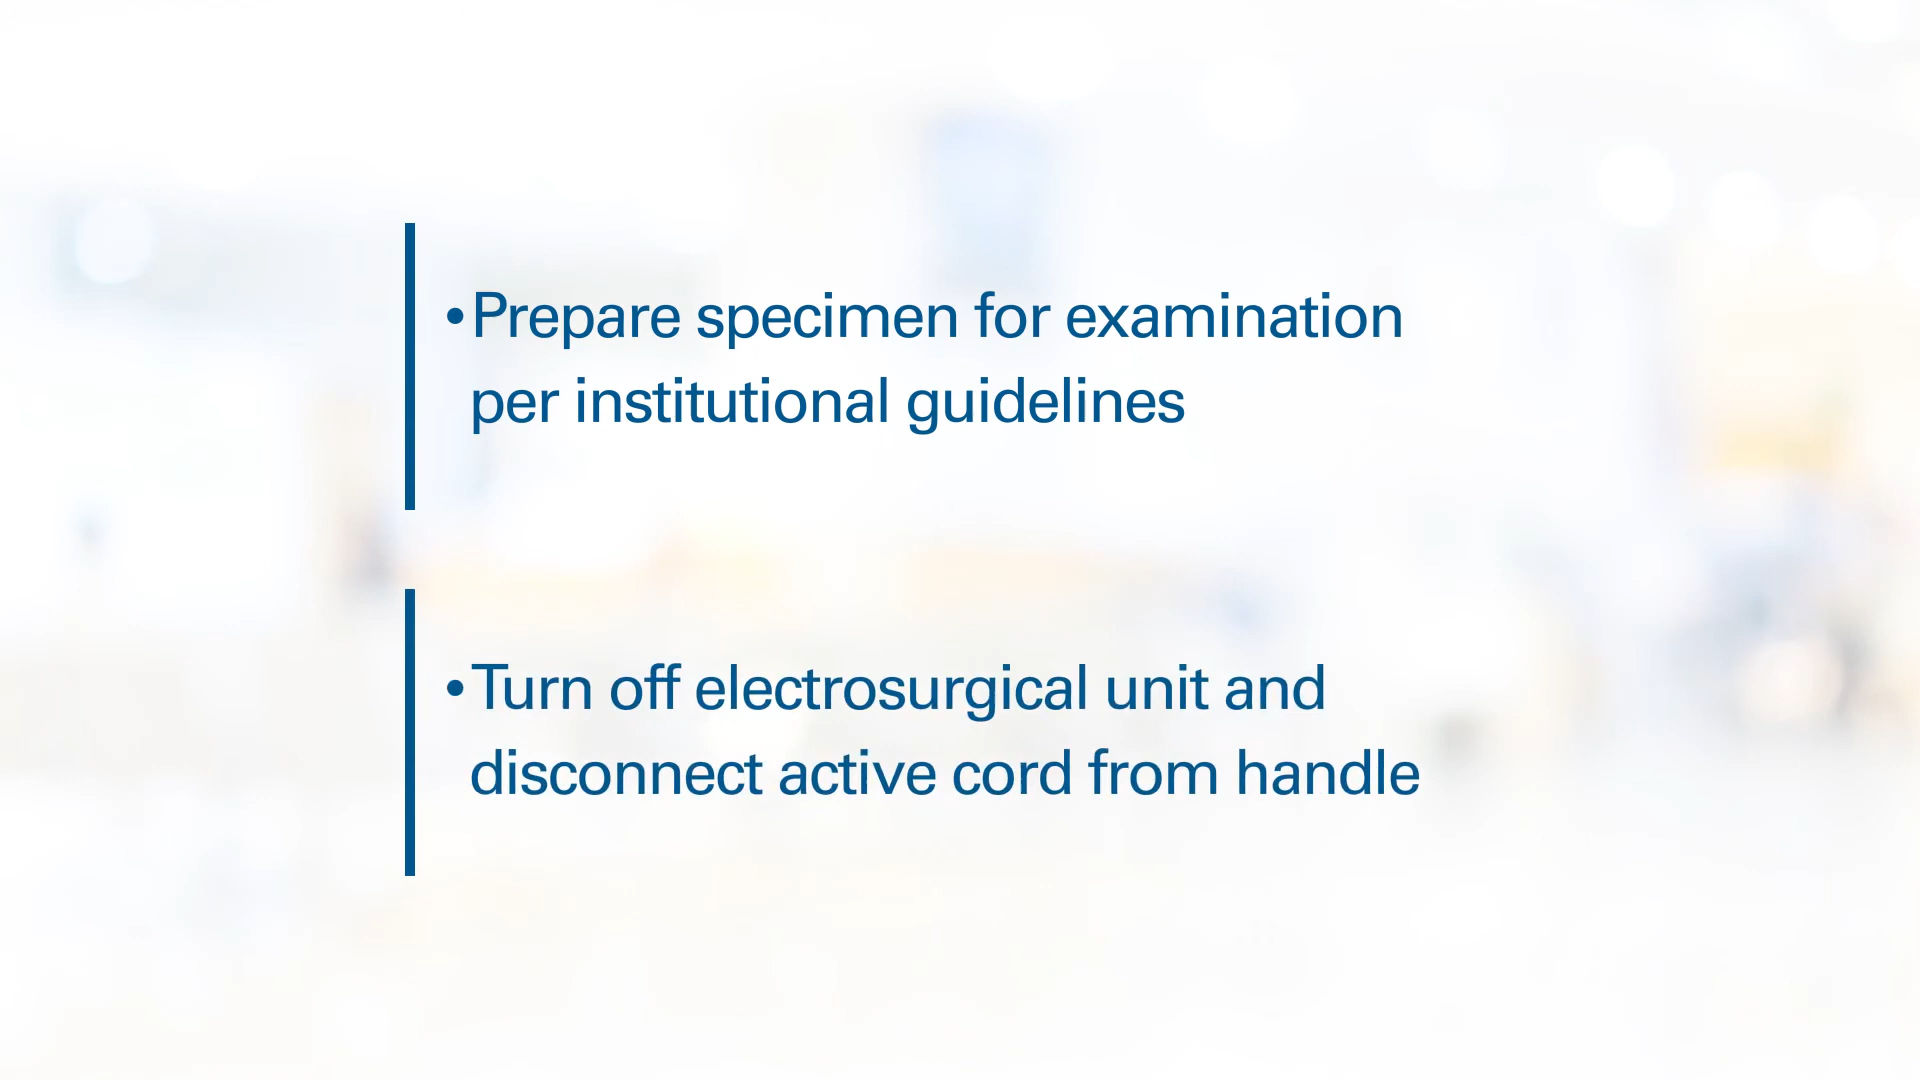 •Prepare specimen for examination
per institutional guidelines
•Turn off electrosurgical unit and
disconnect active cord from handle